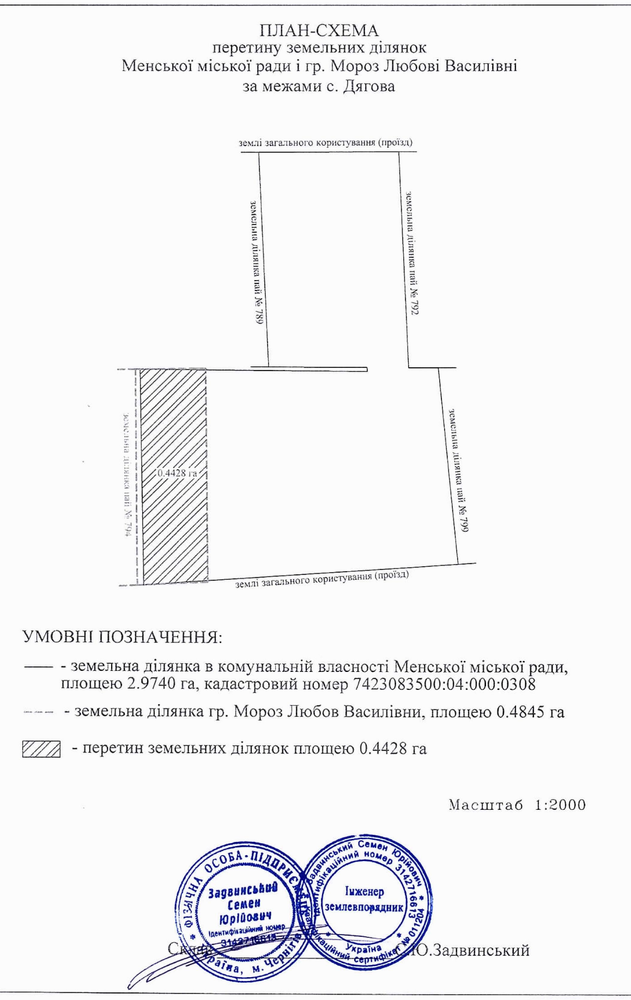 ПЛАН-СХЕМА
перетину земельних ділянок
Менської міської ради і гр. Мороз Любові Василівні
за межами с. Дягова
землі загального користування (проїзд)
земельна ділянка пай № 789
земельна ділянка пай № 792
земельна ділянка пай № 794
0.4428 га
земельна ділянка пай № 799
землі загального користування (проїзд)
УМОВНІ ПОЗНАЧЕННЯ:
- земельна ділянка в комунальній власності Менської міської ради,
площею 2.9740 га, кадастровий номер 7423083500:04:000:0308
- земельна ділянка гр. Мороз Любов Василівни, площею 0.4845 га
- перетин земельних ділянок площею 0.4428 га
Масштаб 1:2000
ФІЗИЧНА ОСОБА-ПІДПРИЄМЕЦЬ
Задвинський
Семен
Юрійович
Ідентифікаційний номер
3142716613
Україна, м. Чернігів
Задвинський Семен Юрійович
Ідентифікаційний номер 3142716613
Інженер
землевпорядник
Україна
Кваліфікаційний сертифікат № 011204
Склав С.Ю.Задвинський